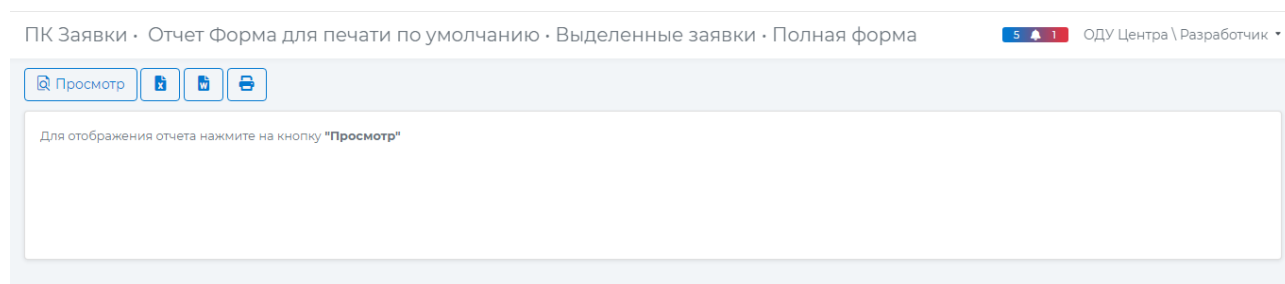 ПК Заявки · Отчет Форма для печати по умолчанию · Выделенные заявки · Полная форма
5 1 ОДУ Центра \ Разработчик
Просмотр X W
Для отображения отчета нажмите на кнопку "Просмотр"